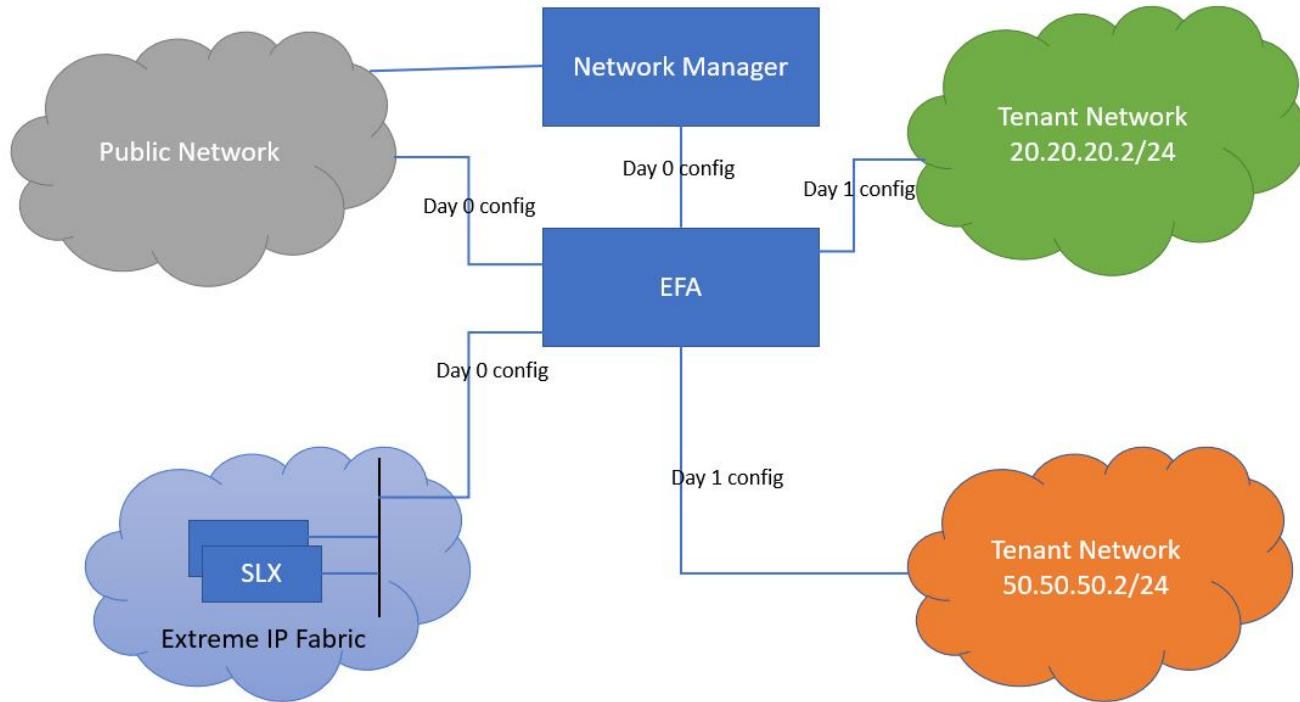 Network Manager
Public Network
Tenant Network
20.20.20.2/24
Day 0 config
Day 0 config
Day 1 config
EFA
Day 0 config
Day 1 config
SLX
Extreme IP Fabric
Tenant Network
50.50.50.2/24